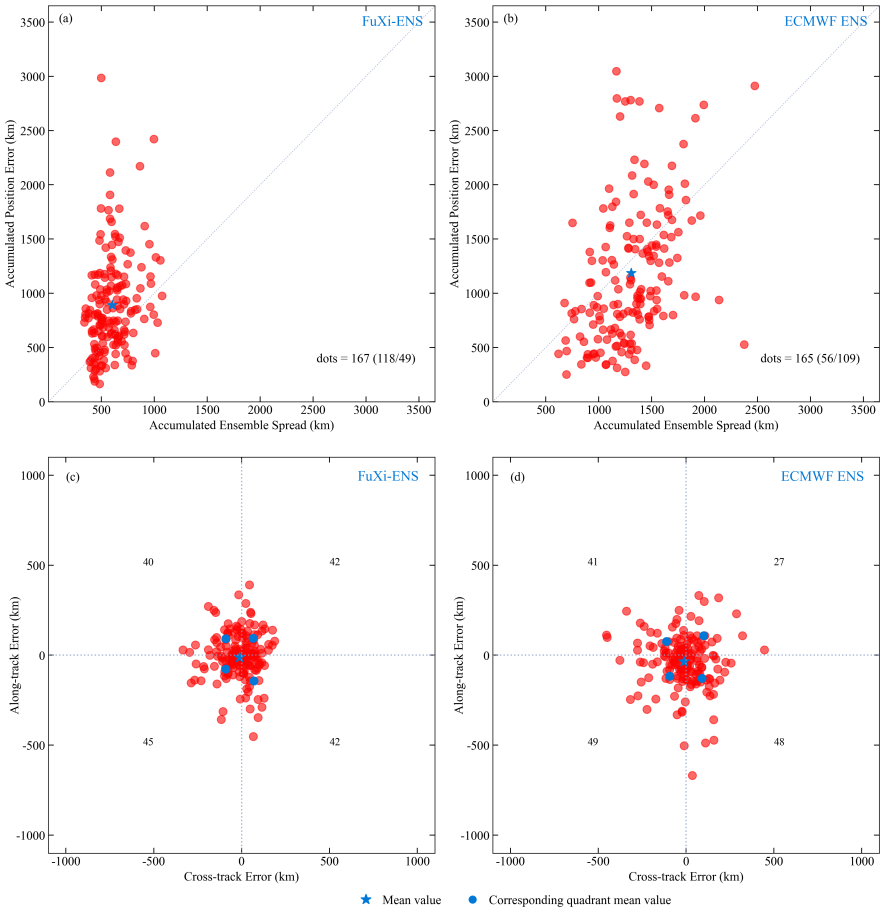 (a) FuXi-ENS
3500
3000
2500
2000
1500
1000
500
0
Accumulated Position Error (km)
dots = 167 (118/49)
500 1000 1500 2000 2500 3000 3500
Accumulated Ensemble Spread (km)
(b) ECMWF ENS
3500
3000
2500
2000
1500
1000
500
0
Accumulated Position Error (km)
dots = 165 (56/109)
500 1000 1500 2000 2500 3000 3500
Accumulated Ensemble Spread (km)
(c) FuXi-ENS
1000
500
0
-500
-1000
Along-track Error (km)
40 42
45 42
-1000 -500 0 500 1000
Cross-track Error (km)
(d) ECMWF ENS
1000
500
0
-500
-1000
Along-track Error (km)
41 27
49 48
-1000 -500 0 500 1000
Cross-track Error (km)
Mean value Corresponding quadrant mean value